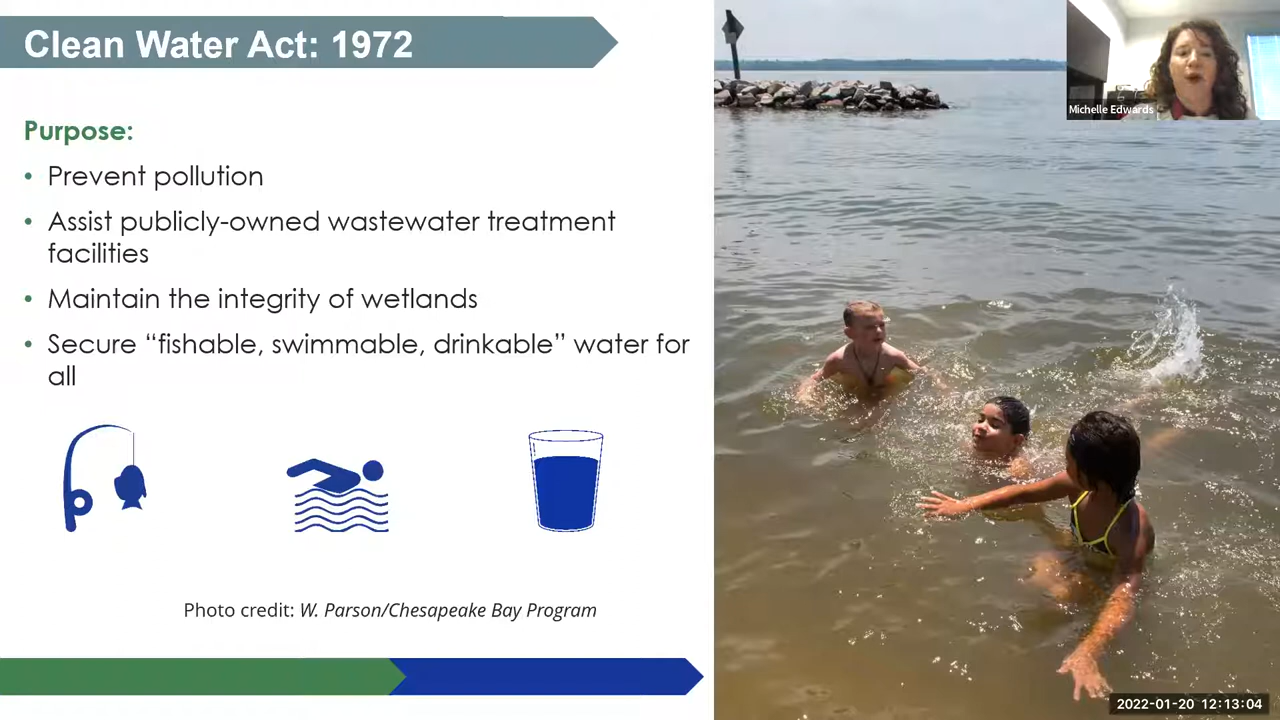 Clean Water Act: 1972
Purpose:
• Prevent pollution
• Assist publicly-owned wastewater treatment
facilities
• Maintain the integrity of wetlands
• Secure “fishable, swimmable, drinkable” water for
all
Photo credit: W. Parson/Chesapeake Bay Program
Michelle Edwards
2022-01-20 12:13:04